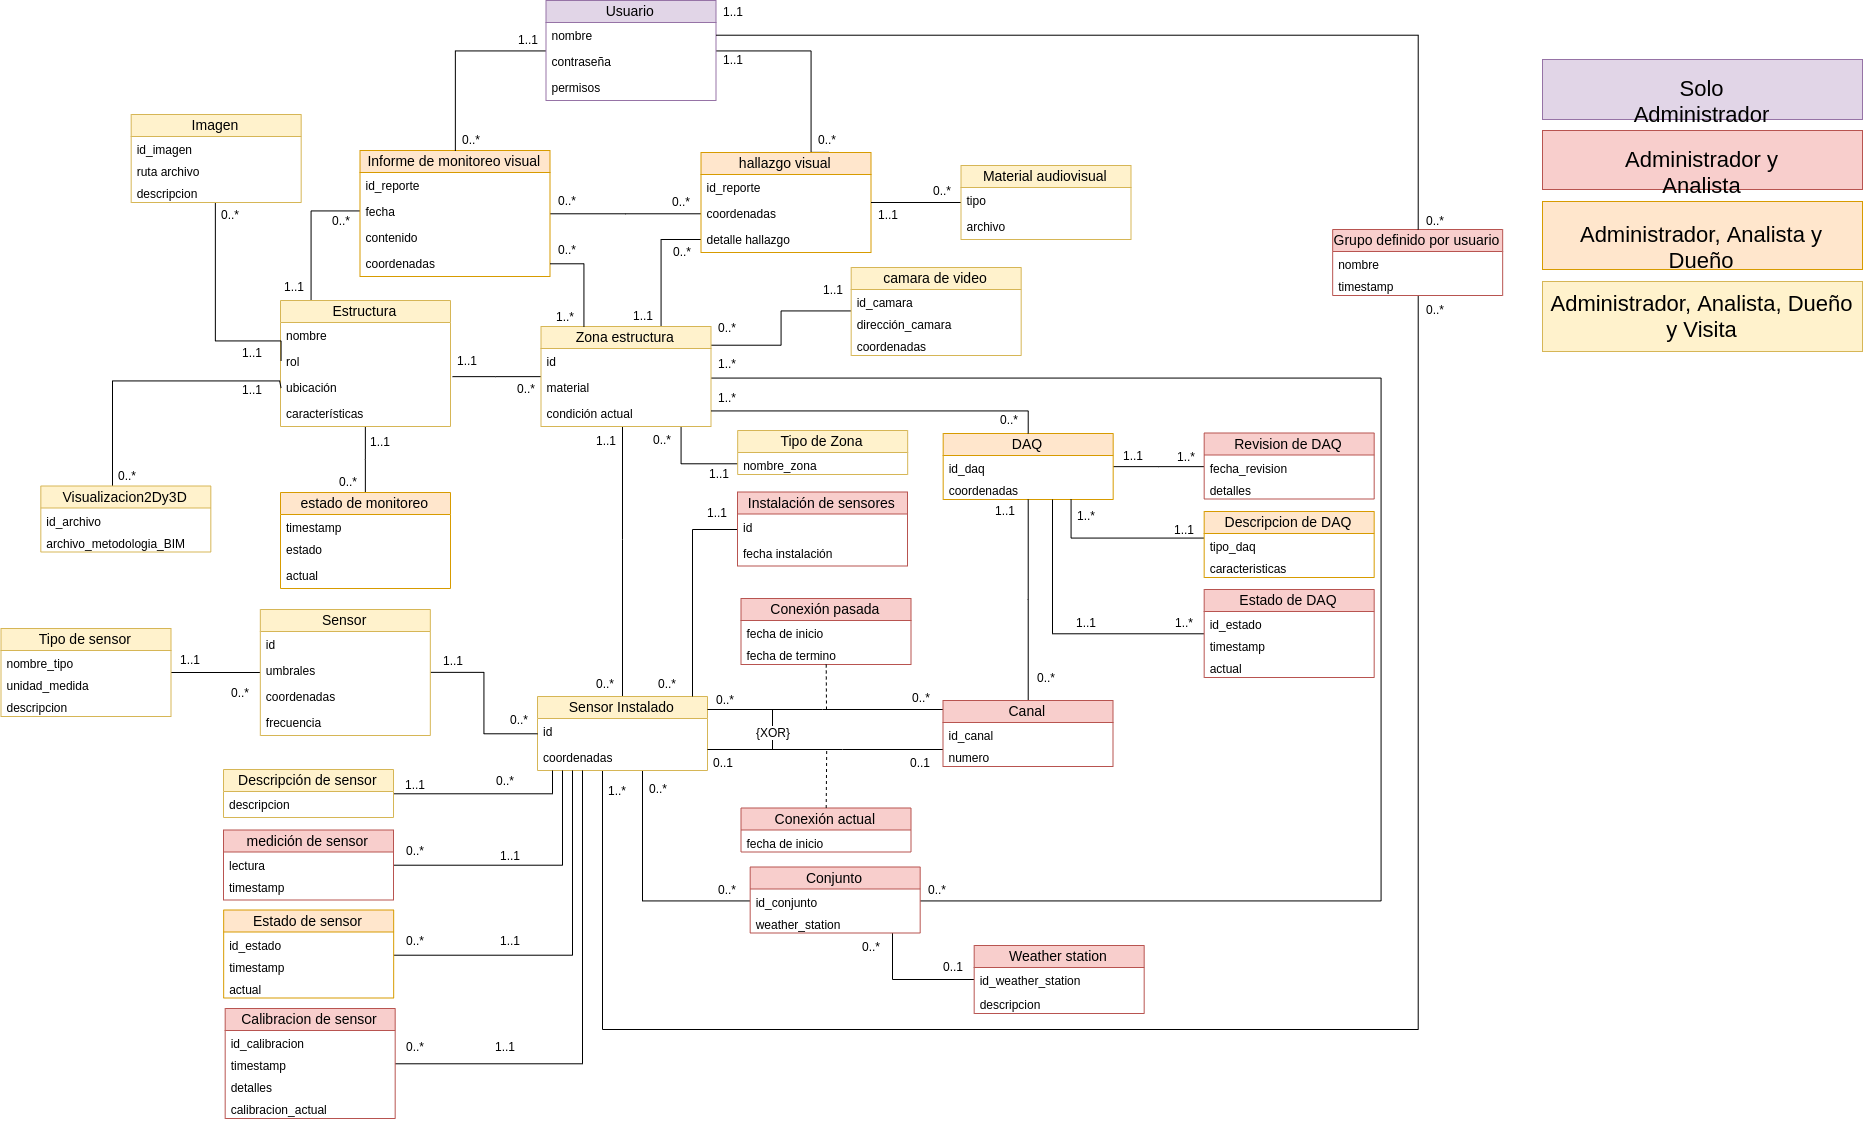 Usuario
nombre
contraseña
permisos
1..1
1..1
1..1
0..*
0..*
0..*
Imagen
id_imagen
ruta archivo
descripcion
0..*
1..1
Informe de monitoreo visual
id_reporte
fecha
contenido
coordenadas
0..*
1..1
0..*
0..*
0..*
1..*
hallazgo visual
id_reporte
coordenadas
detalle hallazgo
0..*
1..1
1..1
0..*
Material audiovisual
tipo
archivo
Grupo definido por usuario
nombre
timestamp
0..*
Solo
Administrador
Administrador y
Analista
Administrador, Analista y
Dueño
Administrador, Analista, Dueño
y Visita
camara de video
id_camara
dirección_camara
coordenadas
1..1
0..*
Estructura
nombre
rol
ubicación
características
1..1
1..1
0..*
Zona estructura
id
material
condición actual
1..*
1..*
0..*
1..1
0..*
1..1
1..1
0..*
0..*
Visualizacion2Dy3D
id_archivo
archivo_metodologia_BIM
estado de monitoreo
timestamp
estado
actual
Tipo de Zona
nombre_zona
Instalación de sensores
id
fecha instalación
1..1
DAQ
id_daq
coordenadas
1..1
1..*
1..1
1..*
1..1
1..1
1..*
Revision de DAQ
fecha_revision
detalles
Descripcion de DAQ
tipo_daq
caracteristicas
Estado de DAQ
id_estado
timestamp
actual
Tipo de sensor
nombre_tipo
unidad_medida
descripcion
1..1
0..*
Sensor
id
umbrales
coordenadas
frecuencia
1..1
0..*
Conexión pasada
fecha de inicio
fecha de termino
0..*
0..*
0..*
Sensor Instalado
id
coordenadas
0..*
0..*
{XOR}
0..1
0..1
Canal
id_canal
numero
Descripción de sensor
descripcion
1..1
0..*
1..*
0..*
medición de sensor
lectura
timestamp
0..*
1..1
Conexión actual
fecha de inicio
Conjunto
id_conjunto
weather_station
0..*
0..*
0..*
0..1
Estado de sensor
id_estado
timestamp
actual
0..*
1..1
Weather station
id_weather_station
descripcion
Calibracion de sensor
id_calibracion
timestamp
detalles
calibracion_actual
0..*
1..1